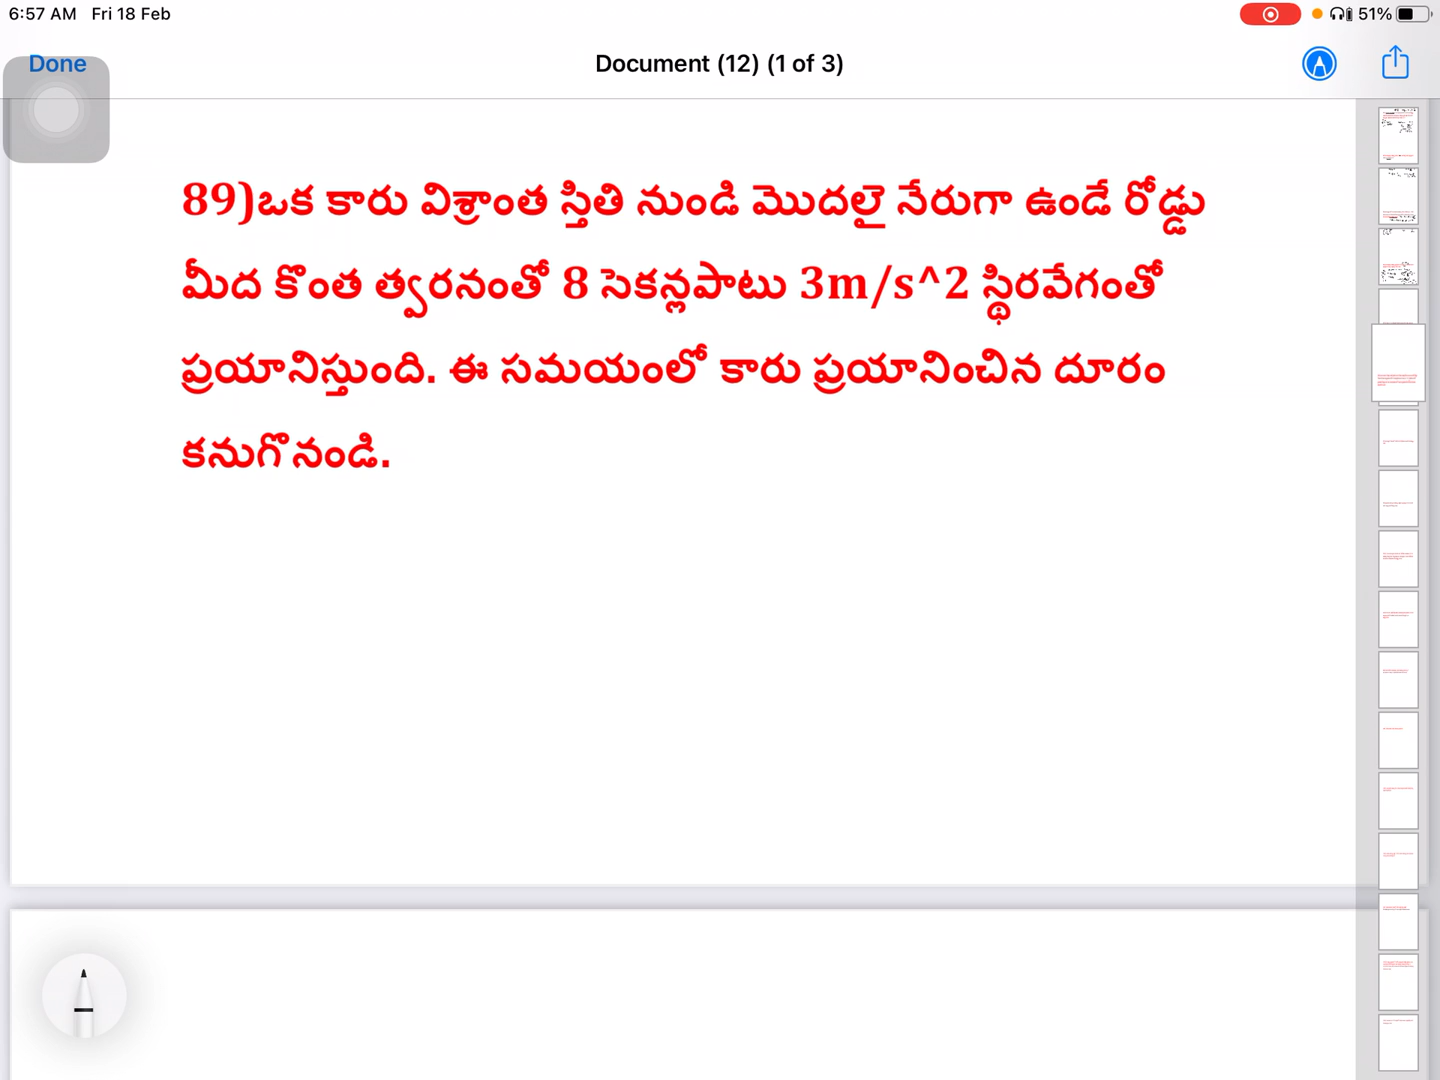 6:57 AM Fri 18 Feb
51%
Done
Document (12) (1 of 3)
89)ఒక కారు విశ్రాంత స్తితి నుండి మొదలై నేరుగా ఉండే రోడ్డు
మీద కొంత త్వరనంతో 8 సెకన్లపాటు 3m/s^2 స్థిరవేగంతో
ప్రయానిస్తుంది. ఈ సమయంలో కారు ప్రయానించిన దూరం
కనుగొనండి.